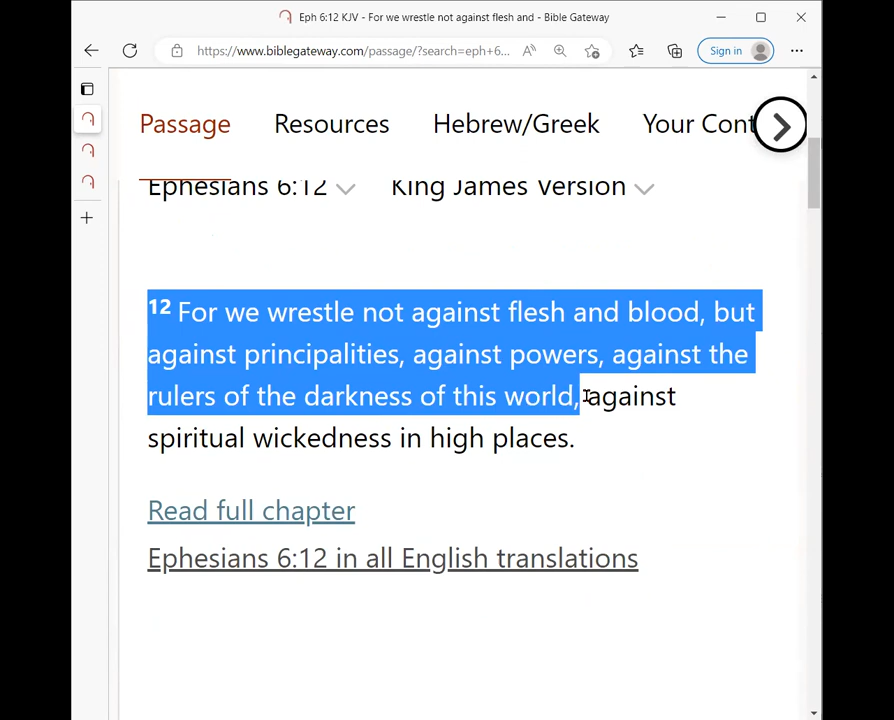 Eph 6:12 KJV - For we wrestle not against flesh and - Bible Gateway
https://www.biblegateway.com/passage/?search=eph+6...
Sign in
Passage Resources Hebrew/Greek Your Cont
Ephesians 6:12 King James Version
12 For we wrestle not against flesh and blood, but
against principalities, against powers, against the
rulers of the darkness of this world, against
spiritual wickedness in high places.
Read full chapter
Ephesians 6:12 in all English translations